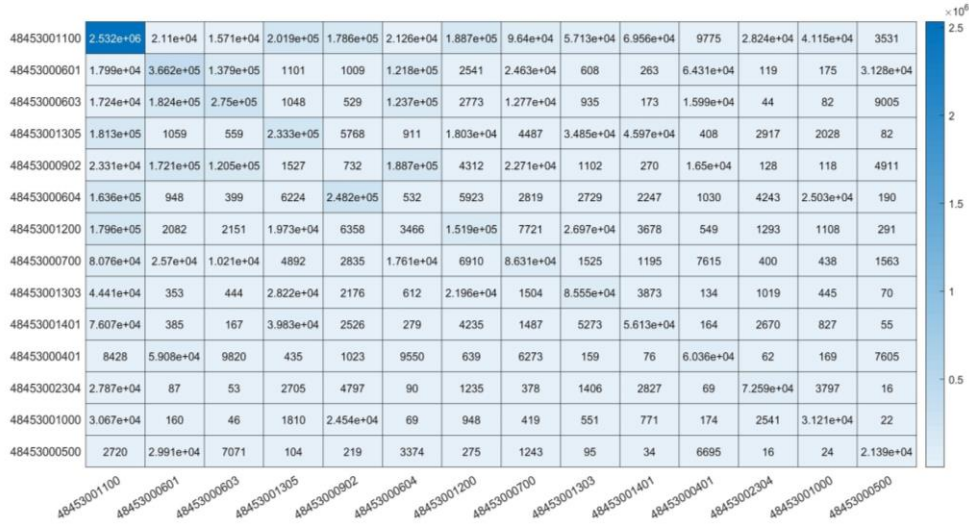 ×10⁶
48453001100 2.532e+06 2.11e+04 1.571e+04 2.019e+05 1.786e+05 2.126e+04 1.887e+05 9.64e+04 5.713e+04 6.956e+04 9775 2.824e+04 4.115e+04 3531 2.5
48453000601 1.799e+04 3.662e+05 1.379e+05 1101 1009 1.218e+05 2541 2.463e+04 608 263 6.431e+04 119 175 3.128e+04
48453000603 1.724e+04 1.824e+05 2.75e+05 1048 529 1.237e+05 2773 1.277e+04 935 173 1.599e+04 44 82 9005 2
48453001305 1.813e+05 1059 559 2.333e+05 5768 911 1.803e+04 4487 3.485e+04 4.597e+04 408 2917 2028 82
48453000902 2.331e+04 1.721e+05 1.205e+05 1527 732 1.887e+05 4312 2.271e+04 1102 270 1.65e+04 128 118 4911
48453000604 1.636e+05 948 399 6224 2.482e+05 532 5923 2819 2729 2247 1030 4243 2.503e+04 190 1.5
48453001200 1.796e+05 2082 2151 1.973e+04 6358 3466 1.519e+05 7721 2.697e+04 3678 549 1293 1108 291
48453000700 8.076e+04 2.57e+04 1.021e+04 4892 2835 1.761e+04 6910 8.631e+04 1525 1195 7615 400 438 1563
48453001303 4.441e+04 353 444 2.822e+04 2176 612 2.196e+04 1504 8.555e+04 3873 134 1019 445 70 1
48453001401 7.607e+04 385 167 3.983e+04 2526 279 4235 1487 5273 5.613e+04 164 2670 827 55
48453000401 8428 5.908e+04 9820 435 1023 9550 639 6273 159 76 6.036e+04 62 169 7605
48453002304 2.787e+04 87 53 2705 4797 90 1235 378 1406 2827 69 7.259e+04 3797 16 0.5
48453001000 3.067e+04 160 46 1810 2.454e+04 69 948 419 551 771 174 2541 3.121e+04 22
48453000500 2720 2.991e+04 7071 104 219 3374 275 1243 95 34 6695 16 24 2.139e+04
48453001100 48453000601 48453000603 48453001305 48453000902 48453000604 48453001200 48453000700 48453001303 48453001401 48453000401 48453002304 48453001000 48453000500